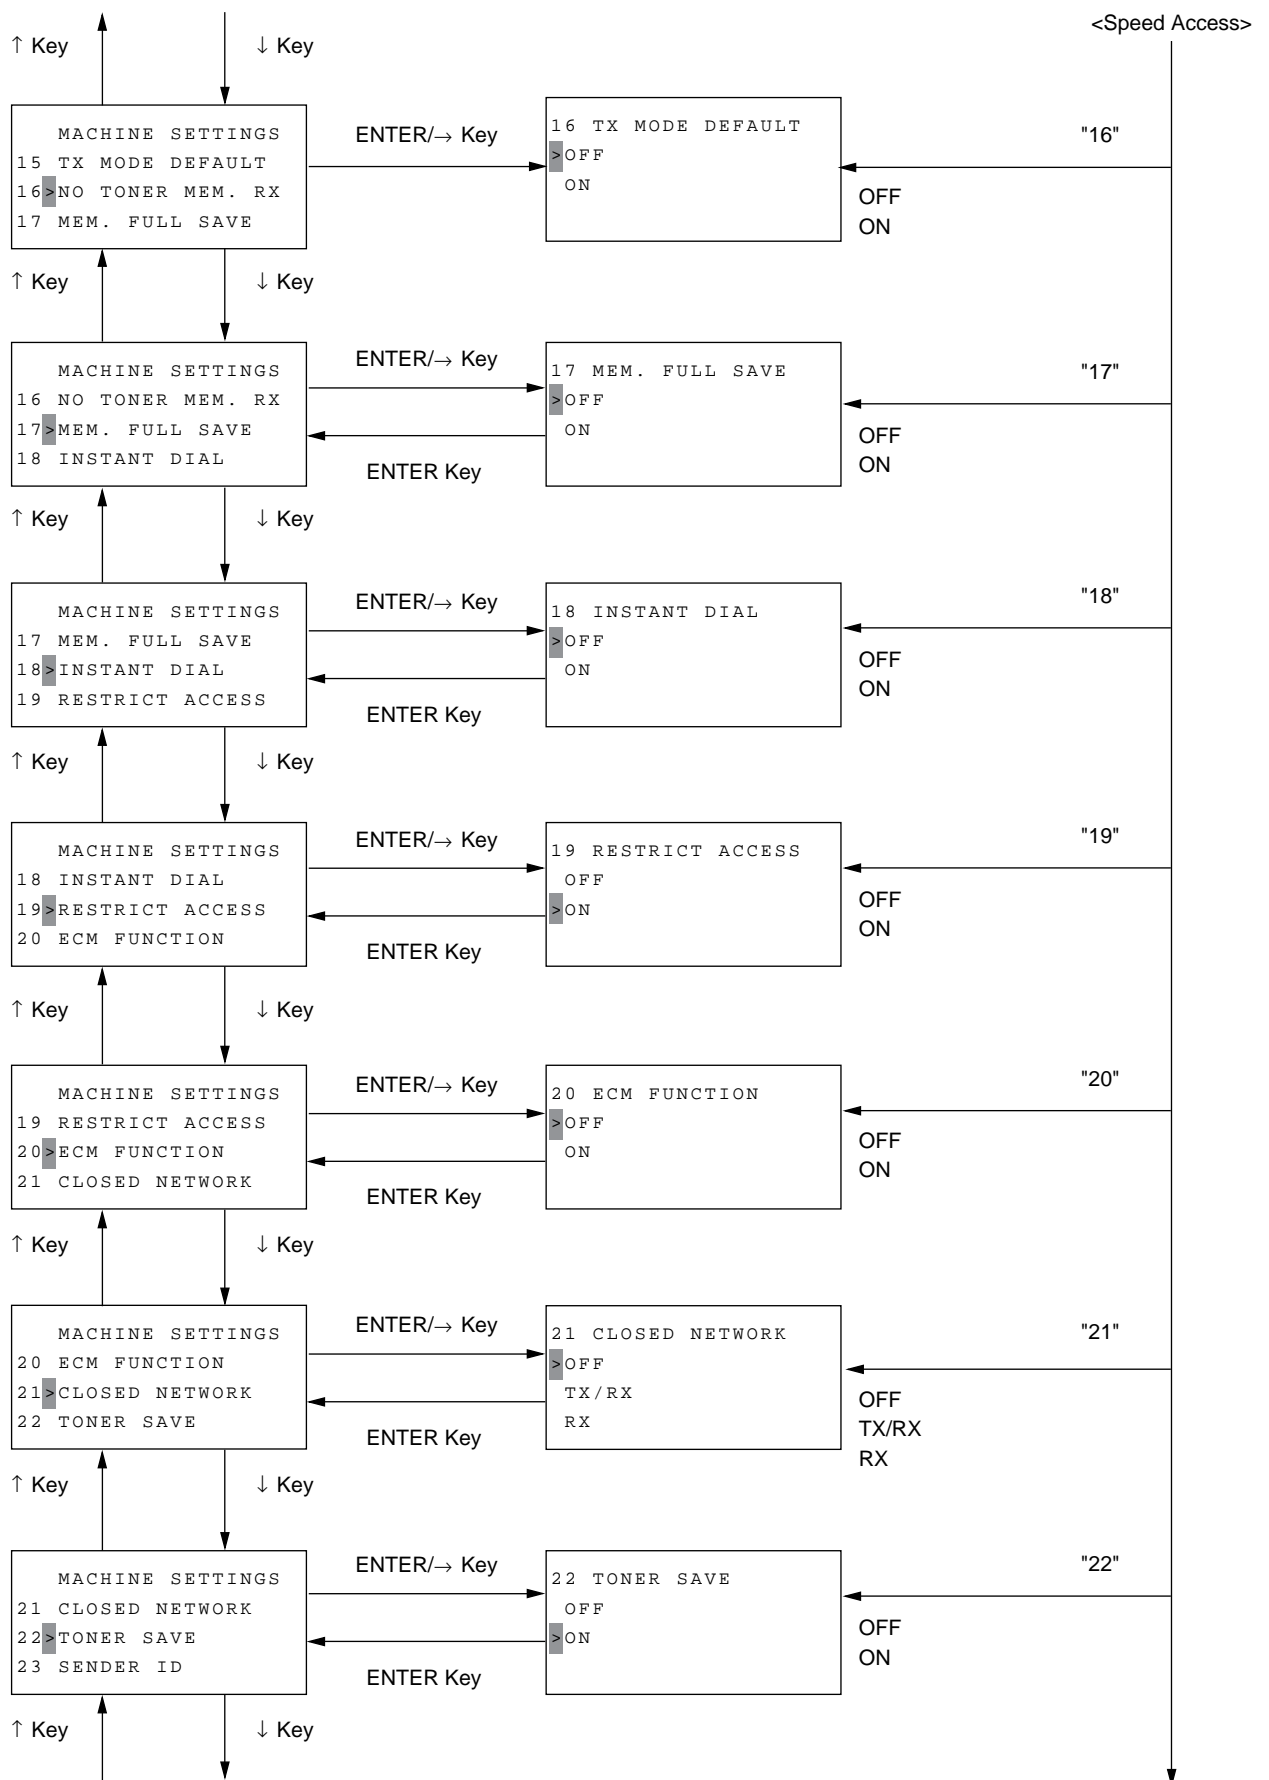 <Speed Access>
↑ Key
↓ Key
MACHINE SETTINGS
15 TX MODE DEFAULT
16>NO TONER MEM. RX
17 MEM. FULL SAVE
ENTER/→ Key
16 TX MODE DEFAULT
>OFF
ON
"16"
OFF
ON
↑ Key
↓ Key
MACHINE SETTINGS
16 NO TONER MEM. RX
17>MEM. FULL SAVE
18 INSTANT DIAL
ENTER/→ Key
ENTER Key
17 MEM. FULL SAVE
>OFF
ON
"17"
OFF
ON
↑ Key
↓ Key
MACHINE SETTINGS
17 MEM. FULL SAVE
18>INSTANT DIAL
19 RESTRICT ACCESS
ENTER/→ Key
ENTER Key
18 INSTANT DIAL
>OFF
ON
"18"
OFF
ON
↑ Key
↓ Key
MACHINE SETTINGS
18 INSTANT DIAL
19>RESTRICT ACCESS
20 ECM FUNCTION
ENTER/→ Key
ENTER Key
19 RESTRICT ACCESS
OFF
>ON
"19"
OFF
ON
↑ Key
↓ Key
MACHINE SETTINGS
19 RESTRICT ACCESS
20>ECM FUNCTION
21 CLOSED NETWORK
ENTER/→ Key
ENTER Key
20 ECM FUNCTION
>OFF
ON
"20"
OFF
ON
↑ Key
↓ Key
MACHINE SETTINGS
20 ECM FUNCTION
21>CLOSED NETWORK
22 TONER SAVE
ENTER/→ Key
ENTER Key
21 CLOSED NETWORK
>OFF
TX/RX
RX
"21"
OFF
TX/RX
RX
↑ Key
↓ Key
MACHINE SETTINGS
21 CLOSED NETWORK
22>TONER SAVE
23 SENDER ID
ENTER/→ Key
ENTER Key
22 TONER SAVE
OFF
>ON
"22"
OFF
ON
↑ Key
↓ Key